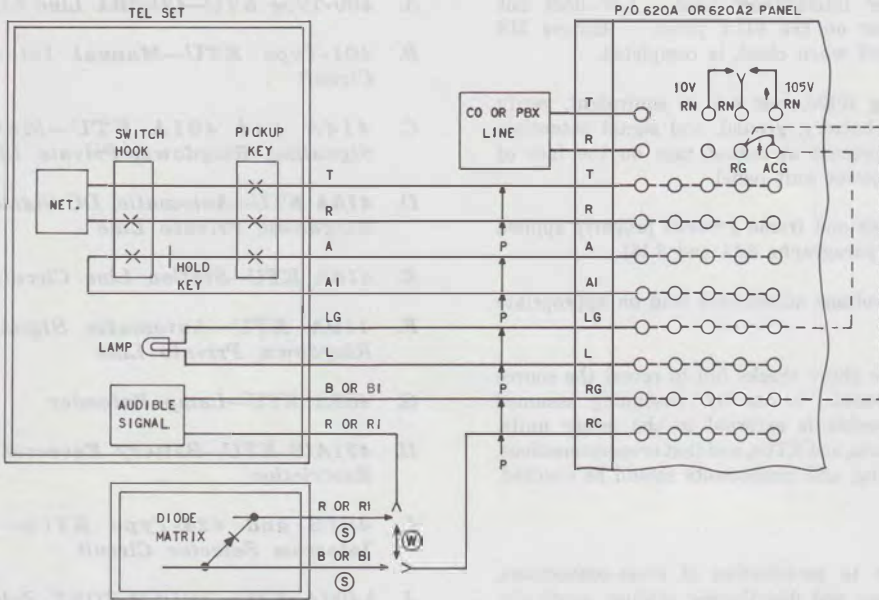 TEL SET
P/O 620A OR 620A2 PANEL
10V RN
RN
105V RN
CO OR PBX LINE
T
R
RG
ACG
SWITCH HOOK
PICKUP KEY
NET.
T
R
A
HOLD KEY
AI
LG
LAMP
L
B OR BI
AUDIBLE SIGNAL
R OR RI
T
R
A
AI
LG
L
RG
RC
P
P
P
P
P
DIODE MATRIX
R OR RI
S
B OR BI
S
W